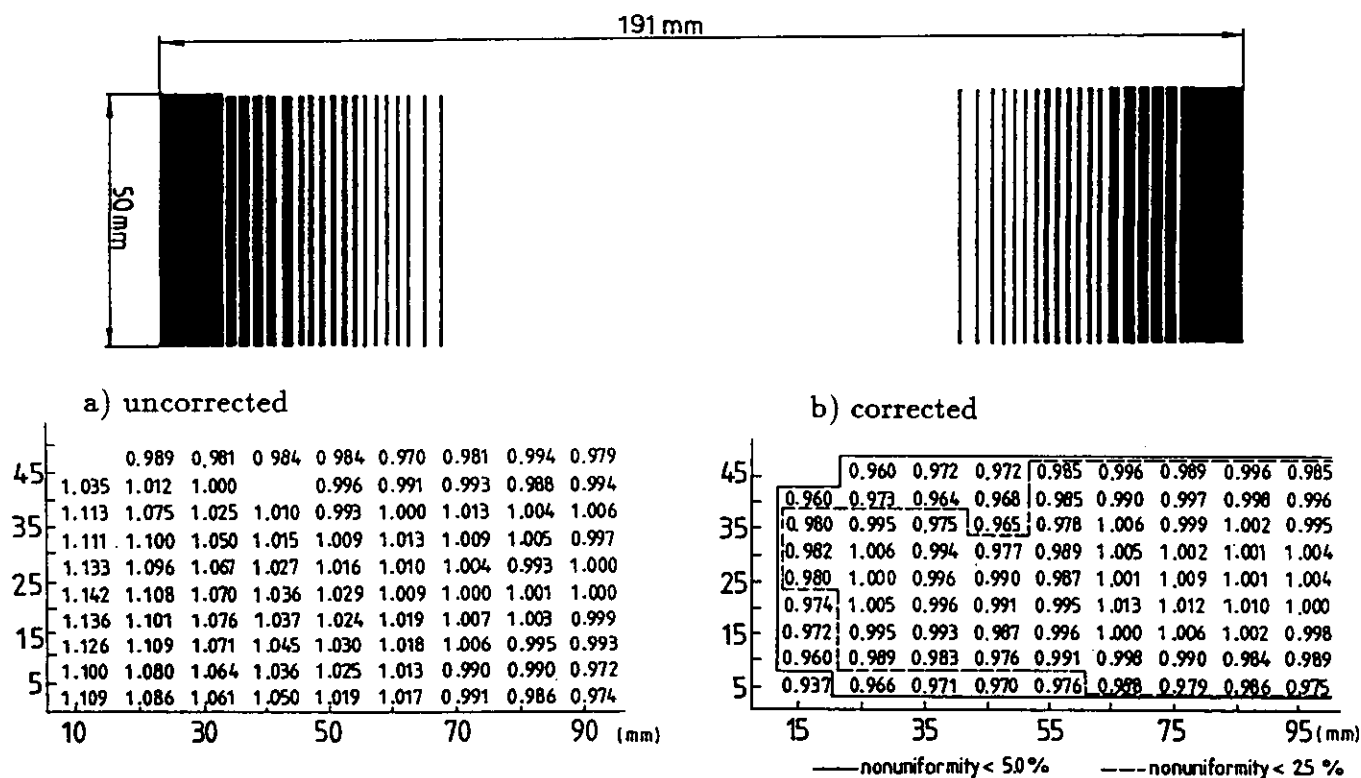 191 mm
50mm
a) uncorrected
0.989 0.981 0 984 0.984 0.970 0.981 0.994 0.979
45
1.035 1.012 1.000 0.996 0.991 0.993 0.988 0.994
1.113 1.075 1.025 1.010 0.993 1.000 1.013 1.004 1.006
35
1.111 1.100 1.050 1.015 1.009 1.013 1.009 1.005 0.997
1.133 1.096 1.067 1.027 1.016 1.010 1.004 0.993 1.000
25
1.142 1.108 1.070 1.036 1.029 1.009 1.000 1.001 1.000
1.136 1.101 1.076 1.037 1.024 1.019 1.007 1.003 0.999
15
1.126 1.109 1.071 1.045 1.030 1.018 1.006 0.995 0.993
1.100 1.080 1.064 1.036 1.025 1.013 0.990 0.990 0.972
5
1.109 1.086 1.061 1.050 1.019 1.017 0.991 0.986 0.974
10 30 50 70 90 (mm)
b) corrected
45 0.960 0.972 0.972 0.985 0.996 0.989 0.996 0.985
0.960 0.973 0.964 0.968 0.985 0.990 0.997 0.998 0.996
35 0.980 0.995 0.975 0.965 0.978 1.006 0.999 1.002 0.995
0.982 1.006 0.994 0.977 0.989 1.005 1.002 1.001 1.004
25 0.980 1.000 0.996 0.990 0.987 1.001 1.009 1.001 1.004
0.974 1.005 0.996 0.991 0.995 1.013 1.012 1.010 1.000
15 0.972 0.995 0.993 0.987 0.996 1.000 1.006 1.002 0.998
0.960 0.989 0.983 0.976 0.991 0.998 0.990 0.984 0.989
5 0.937 0.966 0.971 0.970 0.976 0.988 0.979 0.986 0.975
15 35 55 75 95 (mm)
nonuniformity < 5.0 % nonuniformity < 25 %